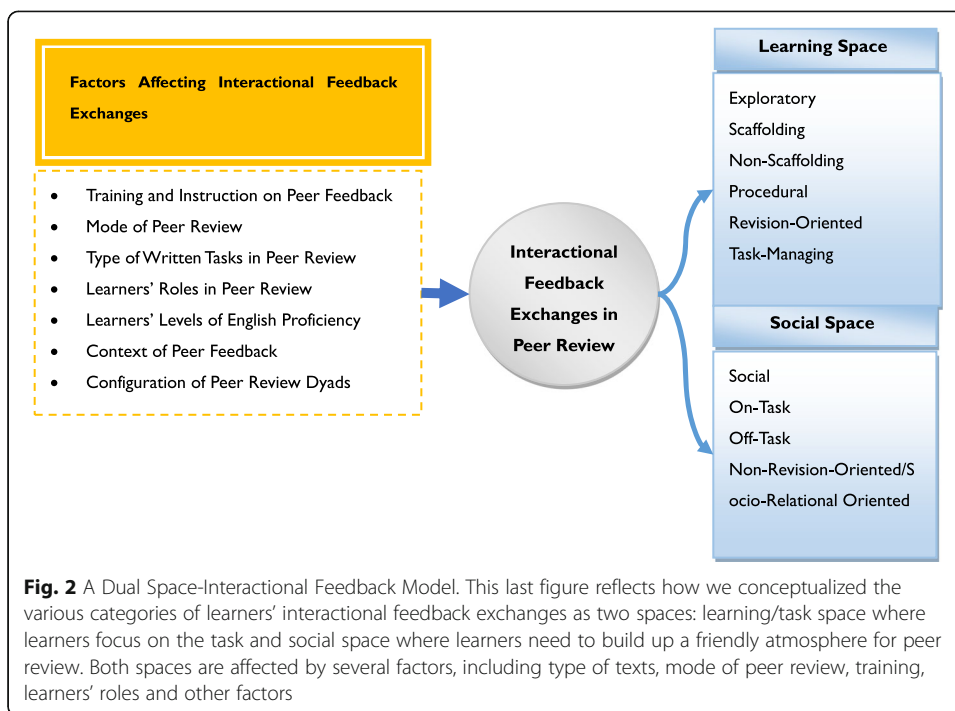 Factors Affecting Interactional Feedback
Exchanges
• Training and Instruction on Peer Feedback
• Mode of Peer Review
• Type of Written Tasks in Peer Review
• Learners' Roles in Peer Review
• Learners' Levels of English Proficiency
• Context of Peer Feedback
• Configuration of Peer Review Dyads
Interactional
Feedback
Exchanges in
Peer Review
Learning Space
Exploratory
Scaffolding
Non-Scaffolding
Procedural
Revision-Oriented
Task-Managing
Social Space
Social
On-Task
Off-Task
Non-Revision-Oriented/S
ocio-Relational Oriented
Fig. 2 A Dual Space-Interactional Feedback Model. This last figure reflects how we conceptualized the
various categories of learners' interactional feedback exchanges as two spaces: learning/task space where
learners focus on the task and social space where learners need to build up a friendly atmosphere for peer
review. Both spaces are affected by several factors, including type of texts, mode of peer review, training,
learners' roles and other factors